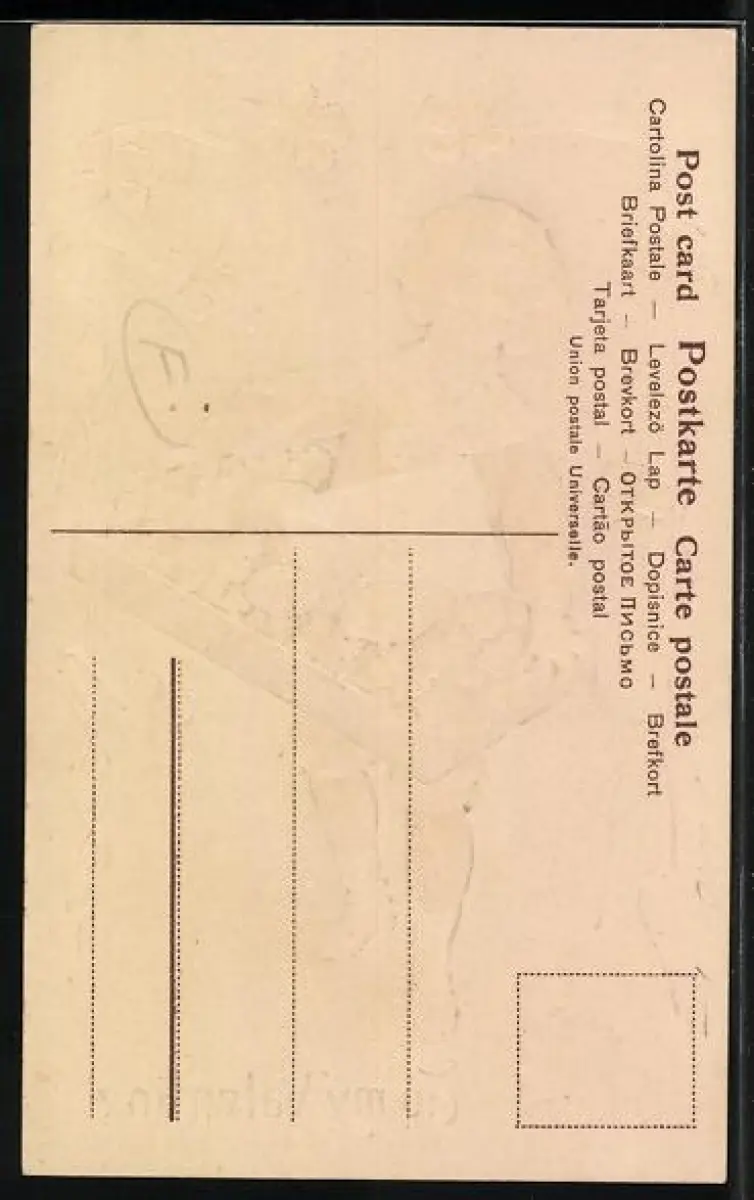 Post card Postkarte Carte postale
Cartolina Postale — Levelezö Lap — Dopisnice — Brefkort
Briefkaart — Brevkort — ОТКРЫТОЕ ПИСЬМО
Tarjeta postal — Cartão postal
Union postale Universelle.
F.